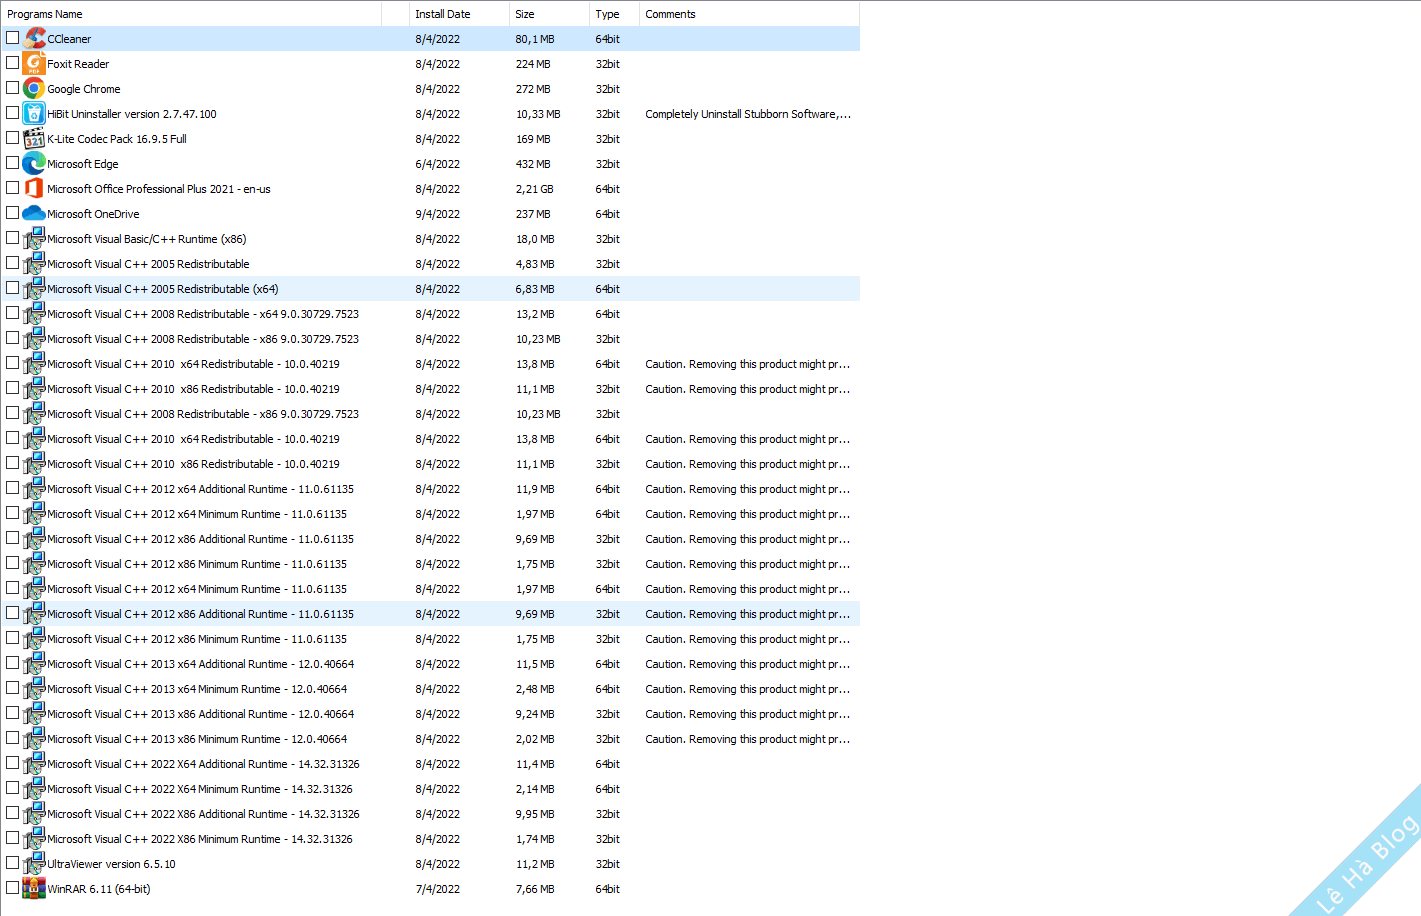 Programs Name Install Date Size Type Comments
CCleaner 8/4/2022 80,1 MB 64bit
Foxit Reader 8/4/2022 224 MB 32bit
Google Chrome 8/4/2022 272 MB 32bit
HiBit Uninstaller version 2.7.47.100 8/4/2022 10,33 MB 32bit Completely Uninstall Stubborn Software,...
K-Lite Codec Pack 16.9.5 Full 8/4/2022 169 MB 32bit
Microsoft Edge 6/4/2022 432 MB 32bit
Microsoft Office Professional Plus 2021 - en-us 8/4/2022 2,21 GB 64bit
Microsoft OneDrive 9/4/2022 237 MB 64bit
Microsoft Visual Basic/C++ Runtime (x86) 8/4/2022 18,0 MB 32bit
Microsoft Visual C++ 2005 Redistributable 8/4/2022 4,83 MB 32bit
Microsoft Visual C++ 2005 Redistributable (x64) 8/4/2022 6,83 MB 64bit
Microsoft Visual C++ 2008 Redistributable - x64 9.0.30729.7523 8/4/2022 13,2 MB 64bit
Microsoft Visual C++ 2008 Redistributable - x86 9.0.30729.7523 8/4/2022 10,23 MB 32bit
Microsoft Visual C++ 2010 x64 Redistributable - 10.0.40219 8/4/2022 13,8 MB 64bit Caution. Removing this product might pr...
Microsoft Visual C++ 2010 x86 Redistributable - 10.0.40219 8/4/2022 11,1 MB 32bit Caution. Removing this product might pr...
Microsoft Visual C++ 2008 Redistributable - x86 9.0.30729.7523 8/4/2022 10,23 MB 32bit
Microsoft Visual C++ 2010 x64 Redistributable - 10.0.40219 8/4/2022 13,8 MB 64bit Caution. Removing this product might pr...
Microsoft Visual C++ 2010 x86 Redistributable - 10.0.40219 8/4/2022 11,1 MB 32bit Caution. Removing this product might pr...
Microsoft Visual C++ 2012 x64 Additional Runtime - 11.0.61135 8/4/2022 11,9 MB 64bit Caution. Removing this product might pr...
Microsoft Visual C++ 2012 x64 Minimum Runtime - 11.0.61135 8/4/2022 1,97 MB 64bit Caution. Removing this product might pr...
Microsoft Visual C++ 2012 x86 Additional Runtime - 11.0.61135 8/4/2022 9,69 MB 32bit Caution. Removing this product might pr...
Microsoft Visual C++ 2012 x86 Minimum Runtime - 11.0.61135 8/4/2022 1,75 MB 32bit Caution. Removing this product might pr...
Microsoft Visual C++ 2012 x64 Minimum Runtime - 11.0.61135 8/4/2022 1,97 MB 64bit Caution. Removing this product might pr...
Microsoft Visual C++ 2012 x86 Additional Runtime - 11.0.61135 8/4/2022 9,69 MB 32bit Caution. Removing this product might pr...
Microsoft Visual C++ 2012 x86 Minimum Runtime - 11.0.61135 8/4/2022 1,75 MB 32bit Caution. Removing this product might pr...
Microsoft Visual C++ 2013 x64 Additional Runtime - 12.0.40664 8/4/2022 11,5 MB 64bit Caution. Removing this product might pr...
Microsoft Visual C++ 2013 x64 Minimum Runtime - 12.0.40664 8/4/2022 2,48 MB 64bit Caution. Removing this product might pr...
Microsoft Visual C++ 2013 x86 Additional Runtime - 12.0.40664 8/4/2022 9,24 MB 32bit Caution. Removing this product might pr...
Microsoft Visual C++ 2013 x86 Minimum Runtime - 12.0.40664 8/4/2022 2,02 MB 32bit Caution. Removing this product might pr...
Microsoft Visual C++ 2022 X64 Additional Runtime - 14.32.31326 8/4/2022 11,4 MB 64bit
Microsoft Visual C++ 2022 X64 Minimum Runtime - 14.32.31326 8/4/2022 2,14 MB 64bit
Microsoft Visual C++ 2022 X86 Additional Runtime - 14.32.31326 8/4/2022 9,95 MB 32bit
Microsoft Visual C++ 2022 X86 Minimum Runtime - 14.32.31326 8/4/2022 1,74 MB 32bit
UltraViewer version 6.5.10 8/4/2022 11,2 MB 32bit
WinRAR 6.11 (64-bit) 7/4/2022 7,66 MB 64bit
Lê Hà Blog